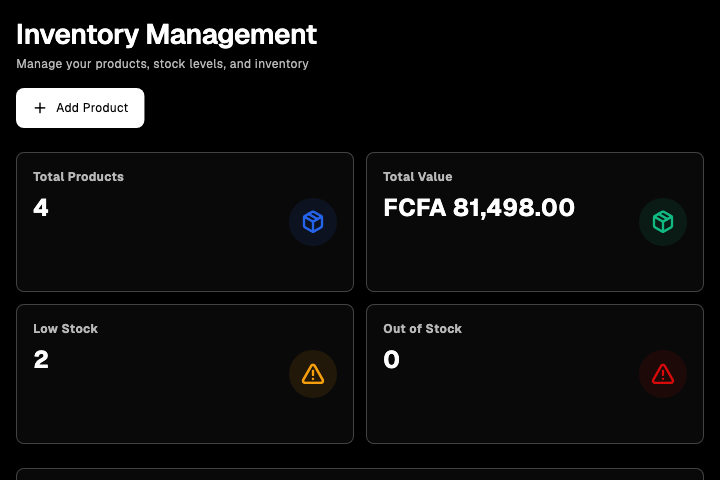 Inventory Management
Manage your products, stock levels, and inventory
Add Product
Total Products
4
Total Value
FCFA 81,498.00
Low Stock
2
Out of Stock
0